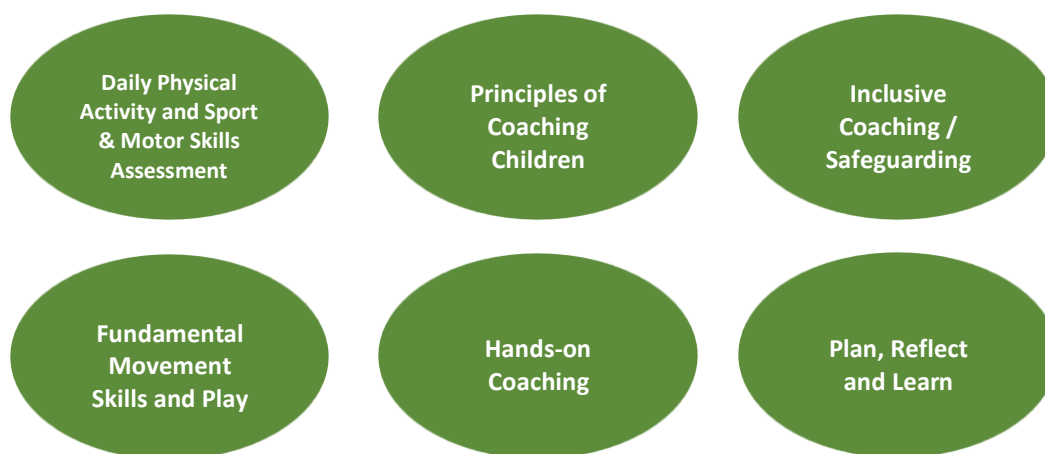 Daily Physical
Activity and Sport
& Motor Skills
Assessment
Principles of
Coaching
Children
Inclusive
Coaching /
Safeguarding
Fundamental
Movement
Skills and Play
Hands-on
Coaching
Plan, Reflect
and Learn